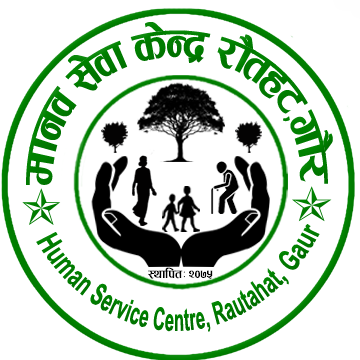 मानव सेवा केन्द्र रौतहट,गौर
स्थापितः २०७५
Human Service Centre, Rautahat, Gaur